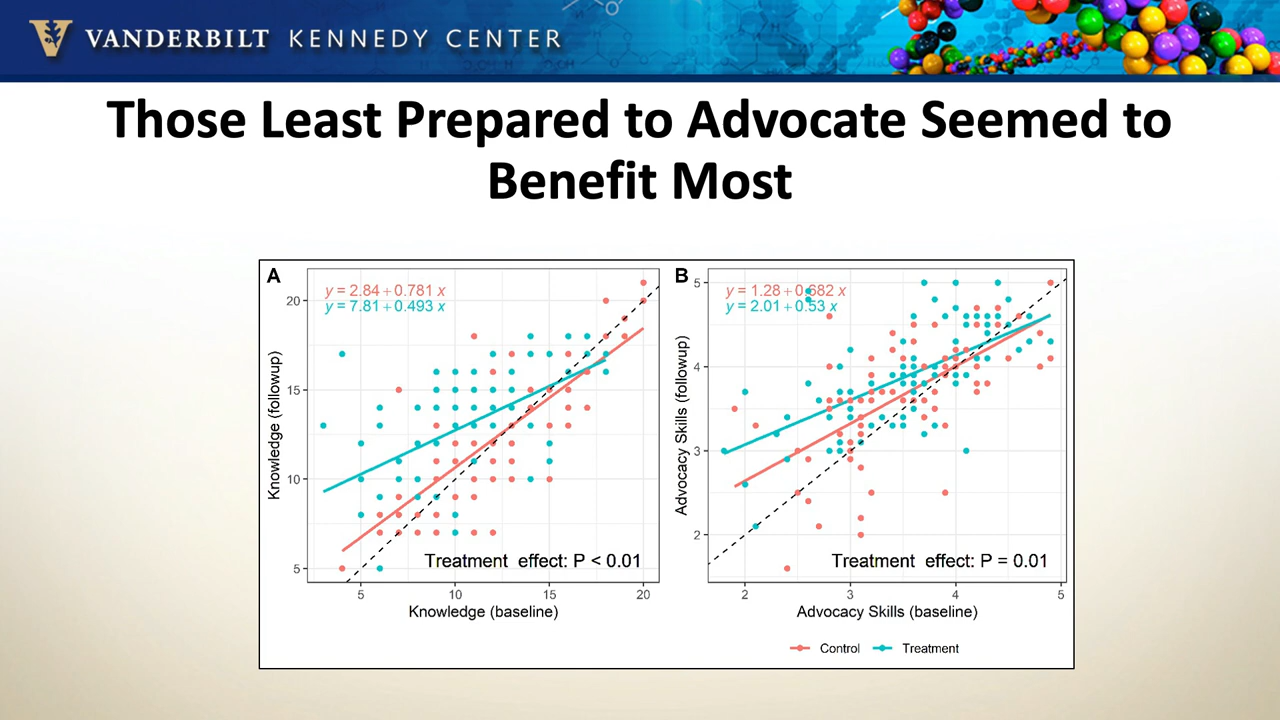 VANDERBILT KENNEDY CENTER
Those Least Prepared to Advocate Seemed to
Benefit Most
A
y = 2.84 + 0.781 x
y = 7.81 + 0.493 x
20
15
10
5
Knowledge (followup)
Treatment effect: P < 0.01
5
10
15
20
Knowledge (baseline)
B
y = 1.28 + 0.682 x
y = 2.01 + 0.53 x
5
4
3
2
Advocacy Skills (followup)
Treatment effect: P = 0.01
2
3
4
5
Advocacy Skills (baseline)
Control
Treatment